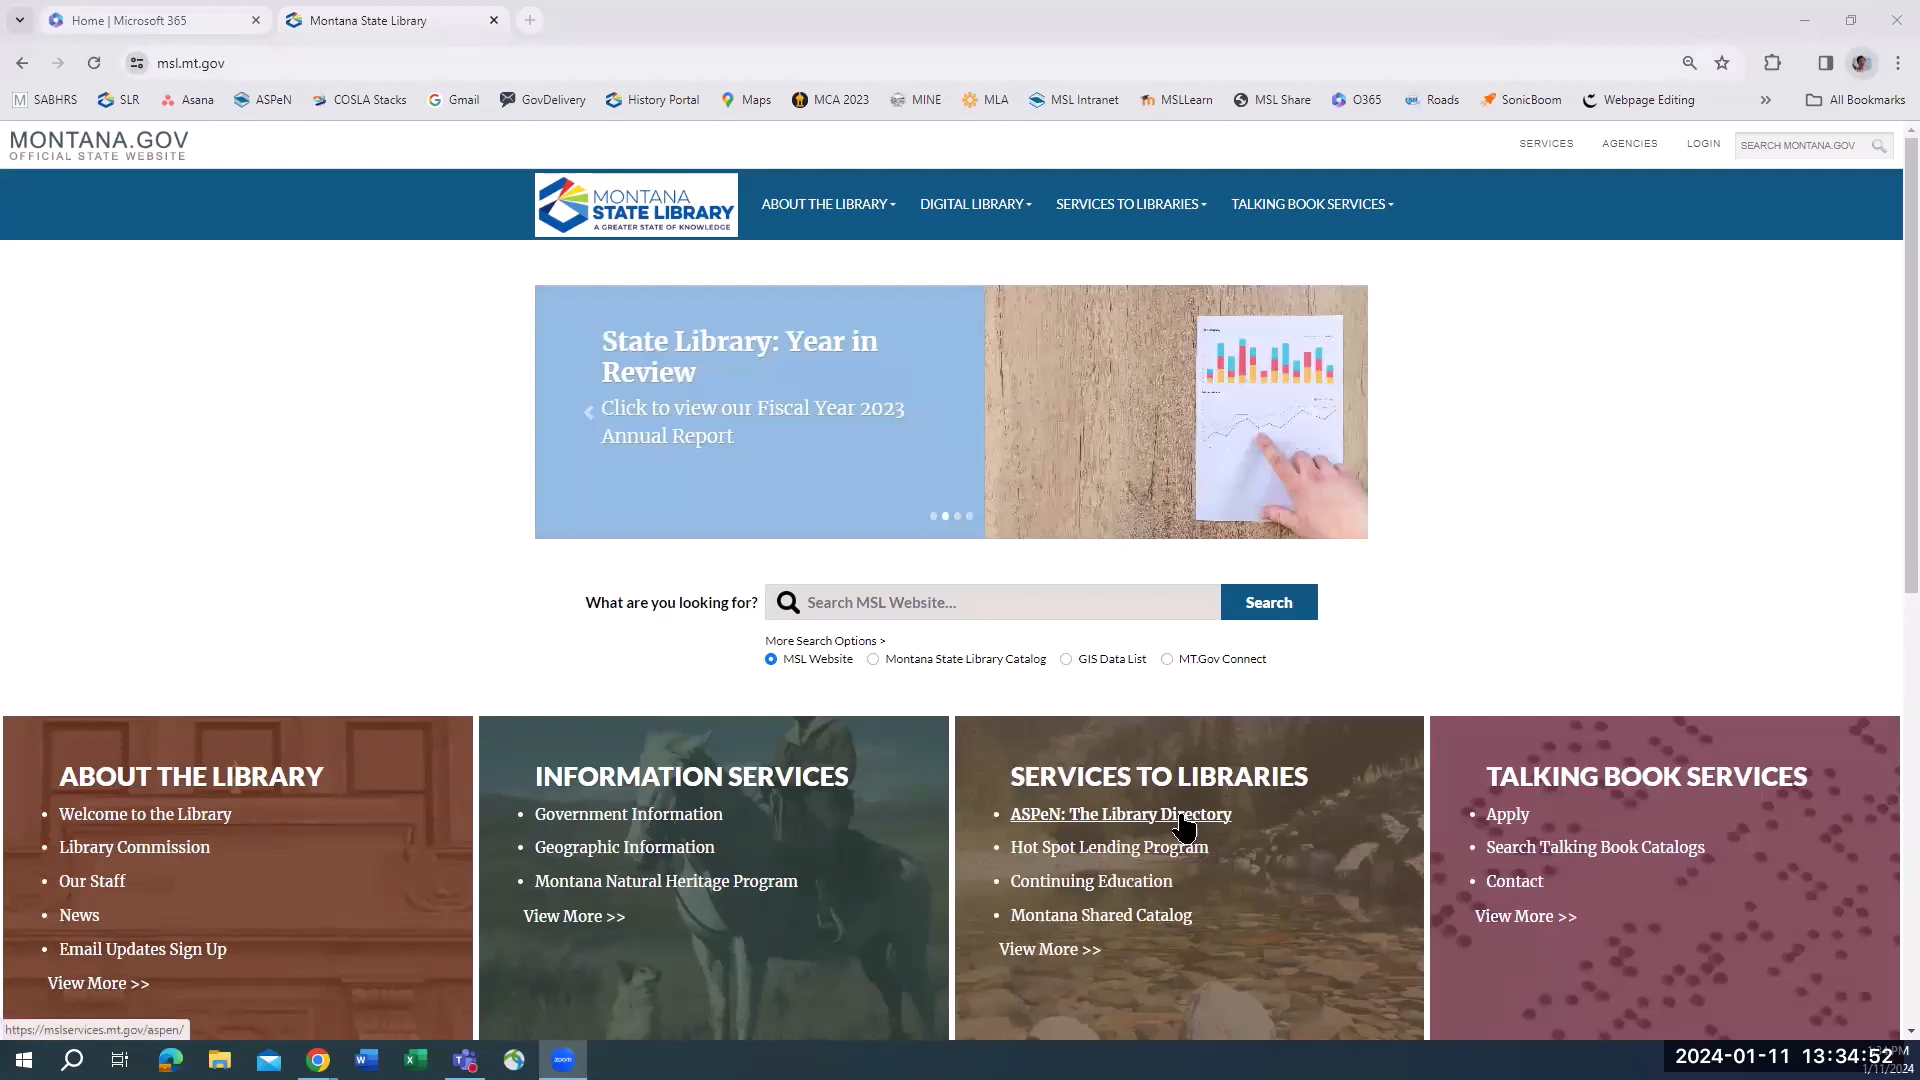 Home | Microsoft 365
Montana State Library
msl.mt.gov
SABHRS SLR Asana ASPeN COSLA Stacks Gmail GovDelivery History Portal Maps MCA 2023 MINE MLA MSL Intranet MSLLearn MSL Share O365 Roads SonicBoom Webpage Editing » All Bookmarks
MONTANA.GOV
OFFICIAL STATE WEBSITE
SERVICES AGENCIES LOGIN SEARCH MONTANA.GOV
MONTANA
STATE LIBRARY
A GREATER STATE OF KNOWLEDGE
ABOUT THE LIBRARY DIGITAL LIBRARY SERVICES TO LIBRARIES TALKING BOOK SERVICES
State Library: Year in
Review
Click to view our Fiscal Year 2023
Annual Report
What are you looking for? Search MSL Website... Search
More Search Options >
MSL Website Montana State Library Catalog GIS Data List MT.Gov Connect
ABOUT THE LIBRARY
• Welcome to the Library
• Library Commission
• Our Staff
• News
• Email Updates Sign Up
View More >>
INFORMATION SERVICES
• Government Information
• Geographic Information
• Montana Natural Heritage Program
View More >>
SERVICES TO LIBRARIES
• ASPeN: The Library Directory
• Hot Spot Lending Program
• Continuing Education
• Montana Shared Catalog
View More >>
TALKING BOOK SERVICES
• Apply
• Search Talking Book Catalogs
• Contact
View More >>
https://mslservices.mt.gov/aspen/
zoom
2024-01-11 13:34:52
1/11/2024